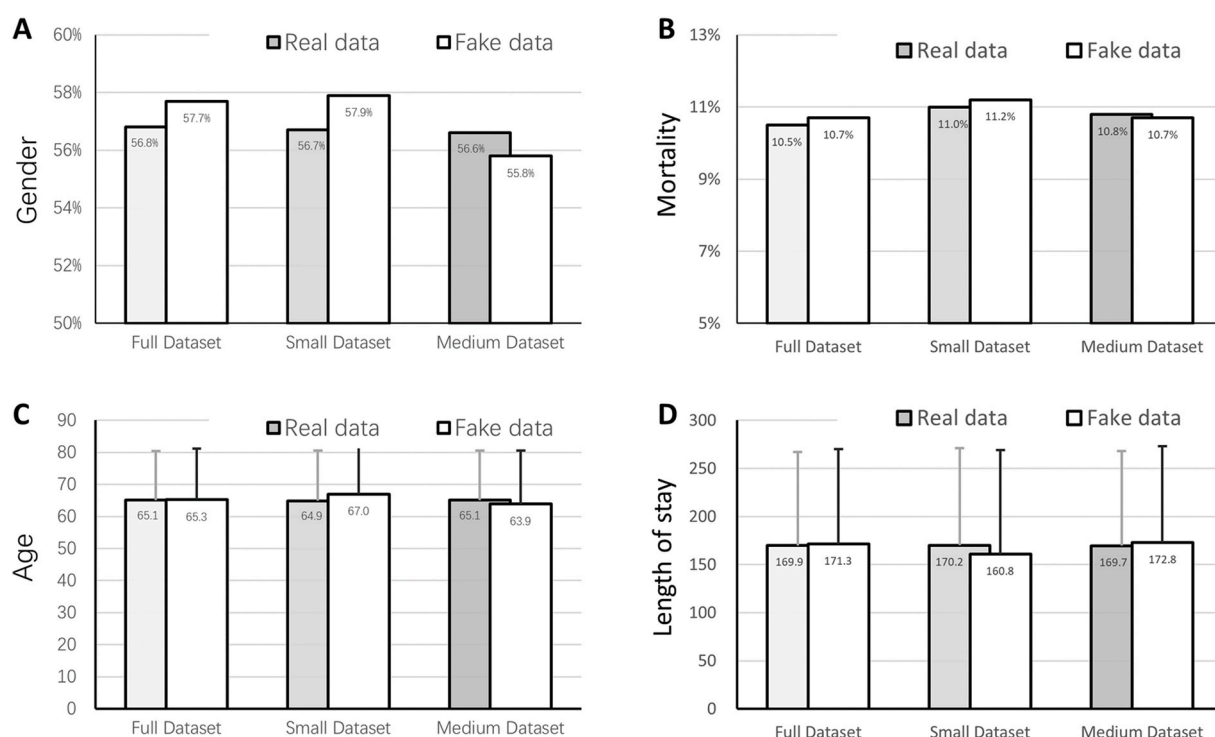 A
Gender
60%
58%
56%
54%
52%
50%
Real data
Fake data
56.8%
57.7%
56.7%
57.9%
56.6%
55.8%
Full Dataset
Small Dataset
Medium Dataset
B
Mortality
13%
11%
9%
7%
5%
Real data
Fake data
10.5%
10.7%
11.0%
11.2%
10.8%
10.7%
Full Dataset
Small Dataset
Medium Dataset
C
Age
90
80
70
60
50
40
30
20
10
0
Real data
Fake data
65.1
65.3
64.9
67.0
65.1
63.9
Full Dataset
Small Dataset
Medium Dataset
D
Length of stay
300
250
200
150
100
50
0
Real data
Fake data
169.9
171.3
170.2
160.8
169.7
172.8
Full Dataset
Small Dataset
Medium Dataset